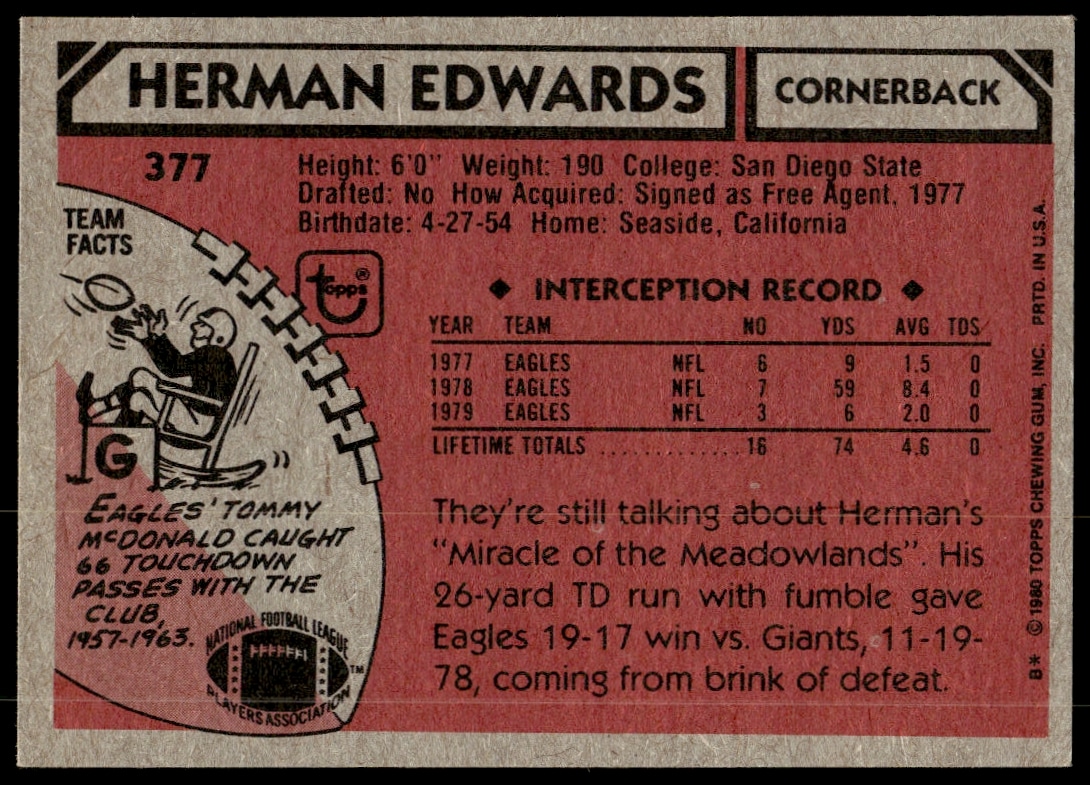 HERMAN EDWARDS
CORNERBACK
377
Height: 6'0" Weight: 190 College: San Diego State
Drafted: No How Acquired: Signed as Free Agent, 1977
Birthdate: 4-27-54 Home: Seaside, California
TEAM
FACTS
topps®
◆ INTERCEPTION RECORD ◆
YEAR TEAM NO YDS AVG TDS
1977 EAGLES NFL 6 9 1.5 0
1978 EAGLES NFL 7 59 8.4 0
1979 EAGLES NFL 3 6 2.0 0
LIFETIME TOTALS ............. 16 74 4.6 0
G
EAGLES' TOMMY
McDONALD CAUGHT
66 TOUCHDOWN
PASSES WITH THE
CLUB,
1957-1963.
NATIONAL FOOTBALL LEAGUE
PLAYERS ASSOCIATION
™
They're still talking about Herman's
"Miracle of the Meadowlands". His
26-yard TD run with fumble gave
Eagles 19-17 win vs. Giants, 11-19-
78, coming from brink of defeat.
B* © 1980 TOPPS CHEWING GUM, INC. PRTD. IN U.S.A.